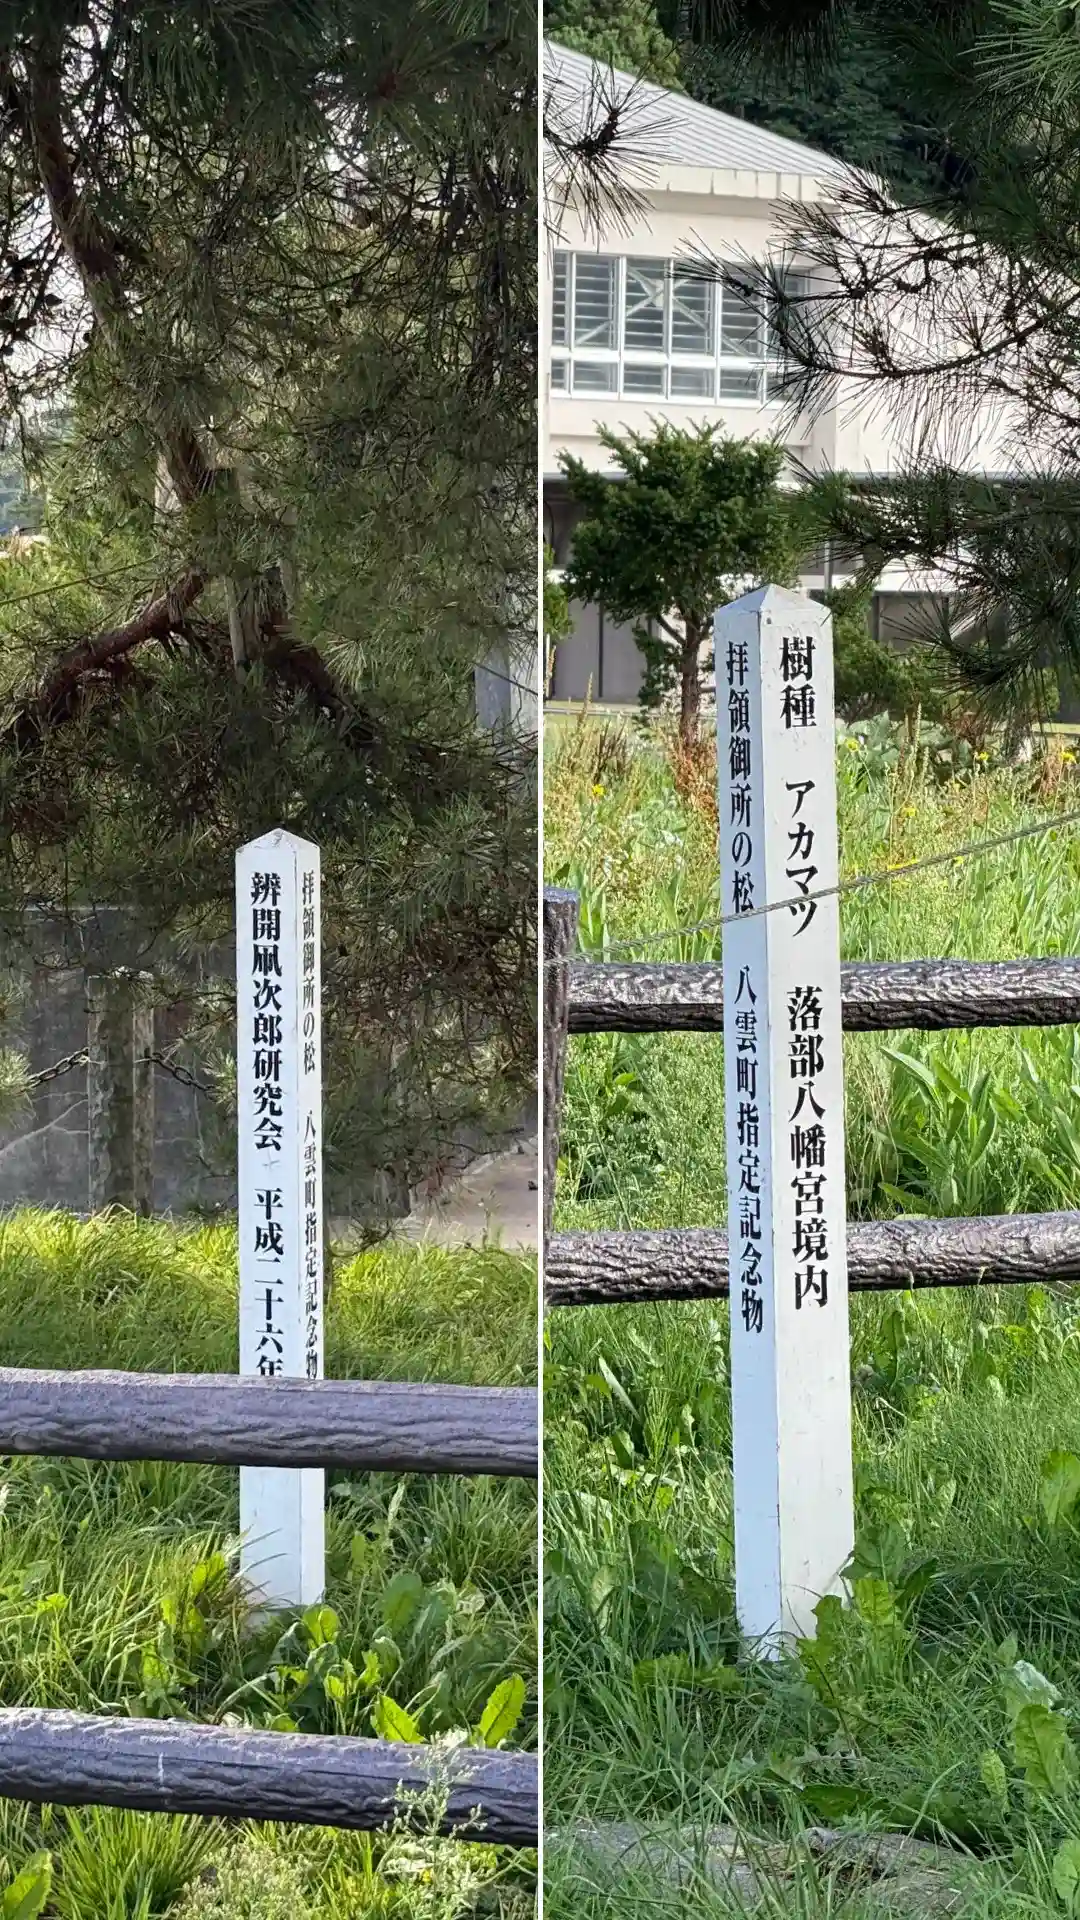 拝領御所の松 八雲町指定記念物
辨開凧次郎研究会 平成二十六年
樹種 アカマツ 落部八幡宮境内
拝領御所の松 八雲町指定記念物